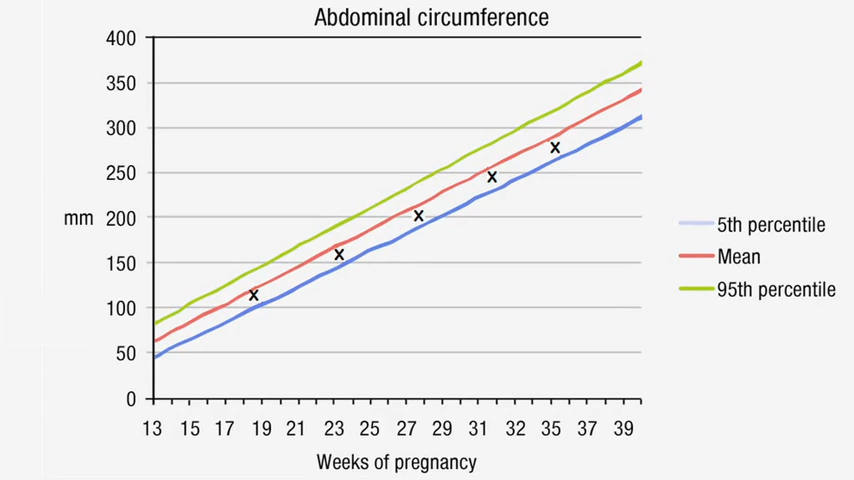 Abdominal circumference
400
350
300
250
mm 200
150
100
50
0
13 15 17 19 21 23 25 27 29 31 32 35 37 39
Weeks of pregnancy
5th percentile
Mean
95th percentile
x x x x x x